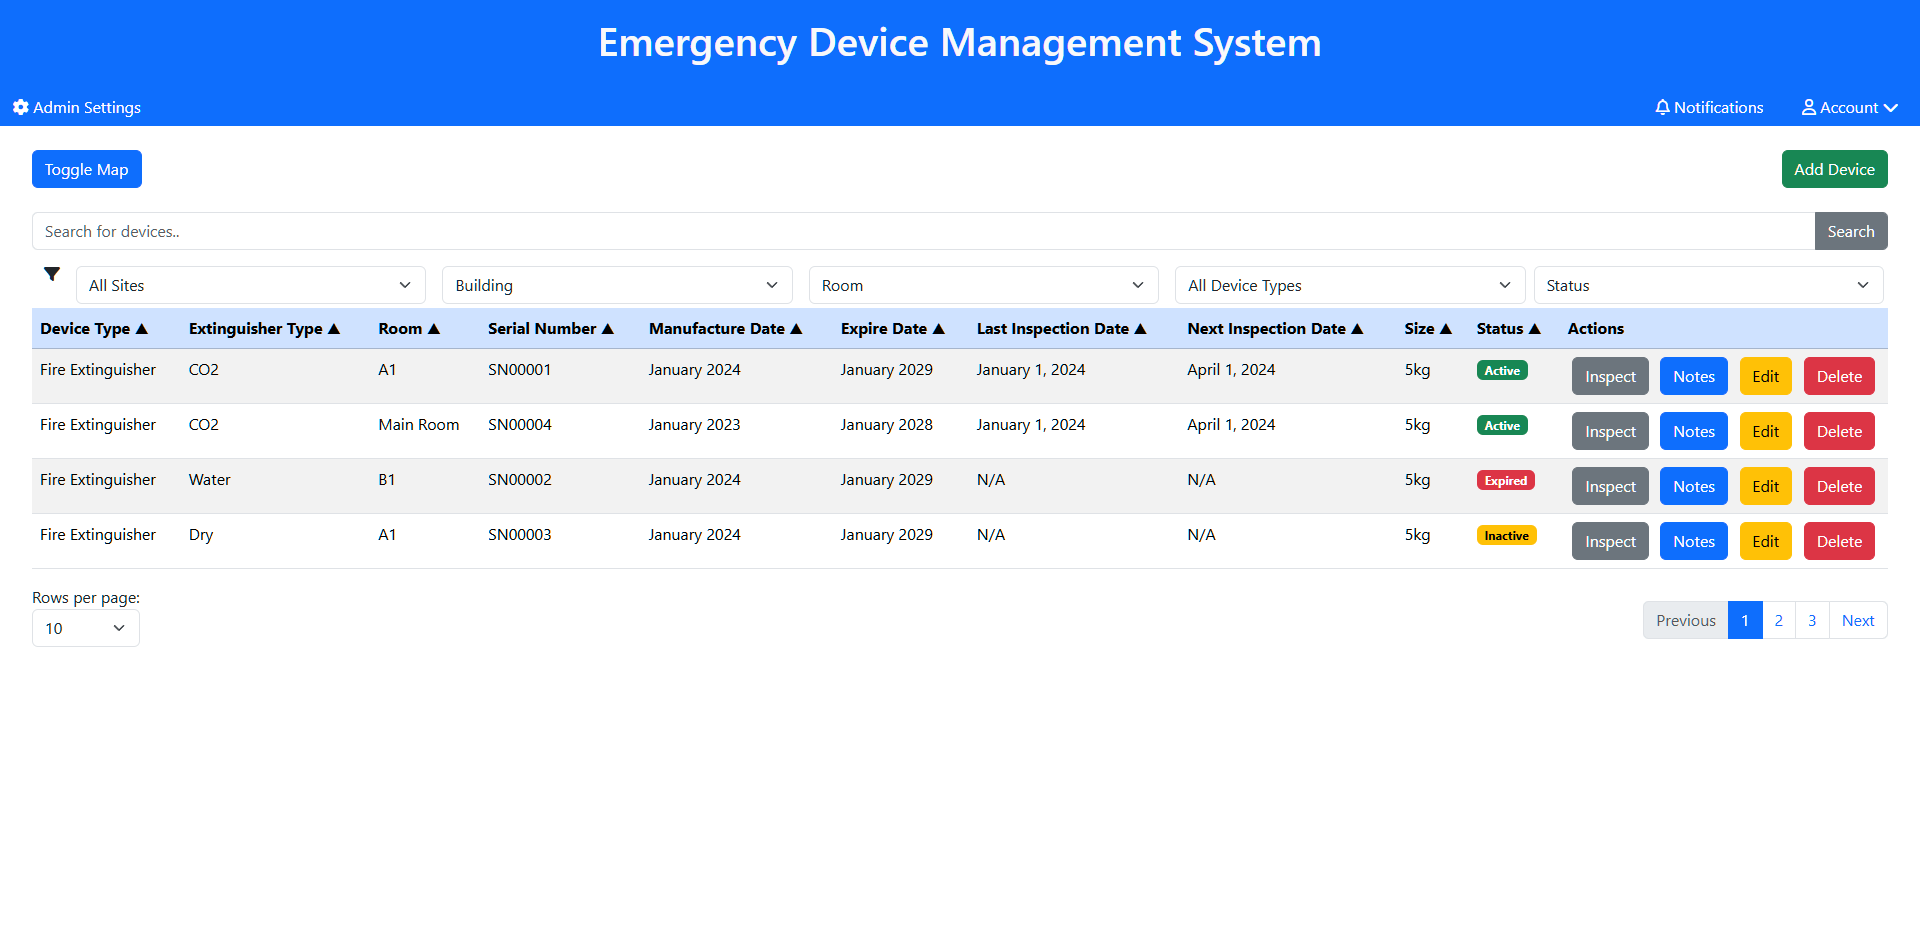 Emergency Device Management System
Admin Settings Notifications Account
Toggle Map Add Device
Search for devices.. Search
All Sites Building Room All Device Types Status
Device Type ▲ Extinguisher Type ▲ Room ▲ Serial Number ▲ Manufacture Date ▲ Expire Date ▲ Last Inspection Date ▲ Next Inspection Date ▲ Size ▲ Status ▲ Actions
Fire Extinguisher CO2 A1 SN00001 January 2024 January 2029 January 1, 2024 April 1, 2024 5kg Active Inspect Notes Edit Delete
Fire Extinguisher CO2 Main Room SN00004 January 2023 January 2028 January 1, 2024 April 1, 2024 5kg Active Inspect Notes Edit Delete
Fire Extinguisher Water B1 SN00002 January 2024 January 2029 N/A N/A 5kg Expired Inspect Notes Edit Delete
Fire Extinguisher Dry A1 SN00003 January 2024 January 2029 N/A N/A 5kg Inactive Inspect Notes Edit Delete
Rows per page:
10 Previous 1 2 3 Next